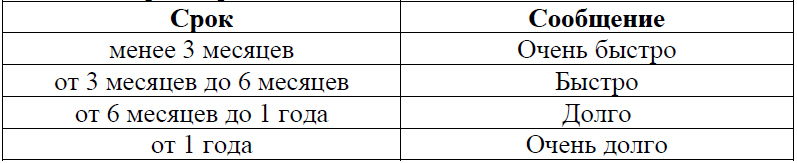 Срок Сообщение
менее 3 месяцев Очень быстро
от 3 месяцев до 6 месяцев Быстро
от 6 месяцев до 1 года Долго
от 1 года Очень долго